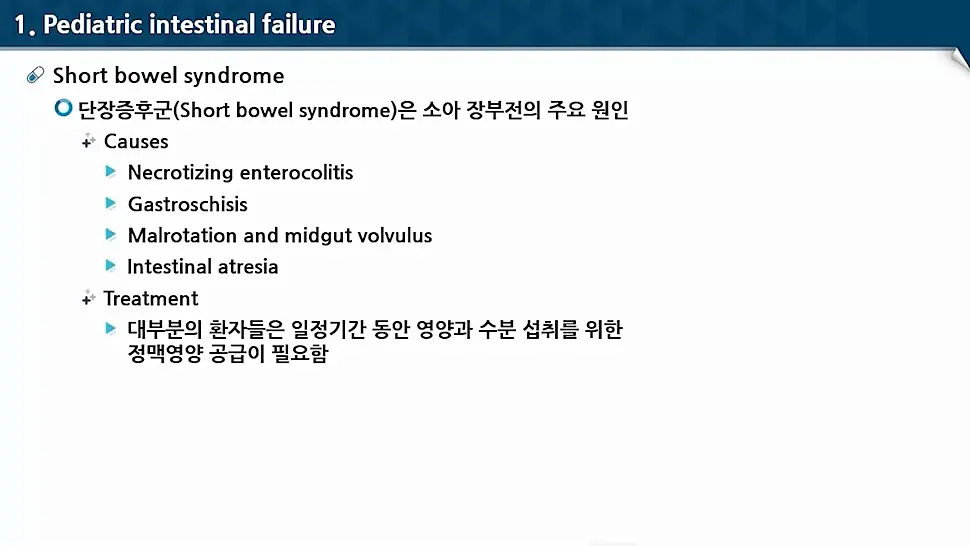 1. Pediatric intestinal failure
Short bowel syndrome
단장증후군(Short bowel syndrome)은 소아 장부전의 주요 원인
Causes
Necrotizing enterocolitis
Gastroschisis
Malrotation and midgut volvulus
Intestinal atresia
Treatment
대부분의 환자들은 일정기간 동안 영양과 수분 섭취를 위한
정맥영양 공급이 필요함